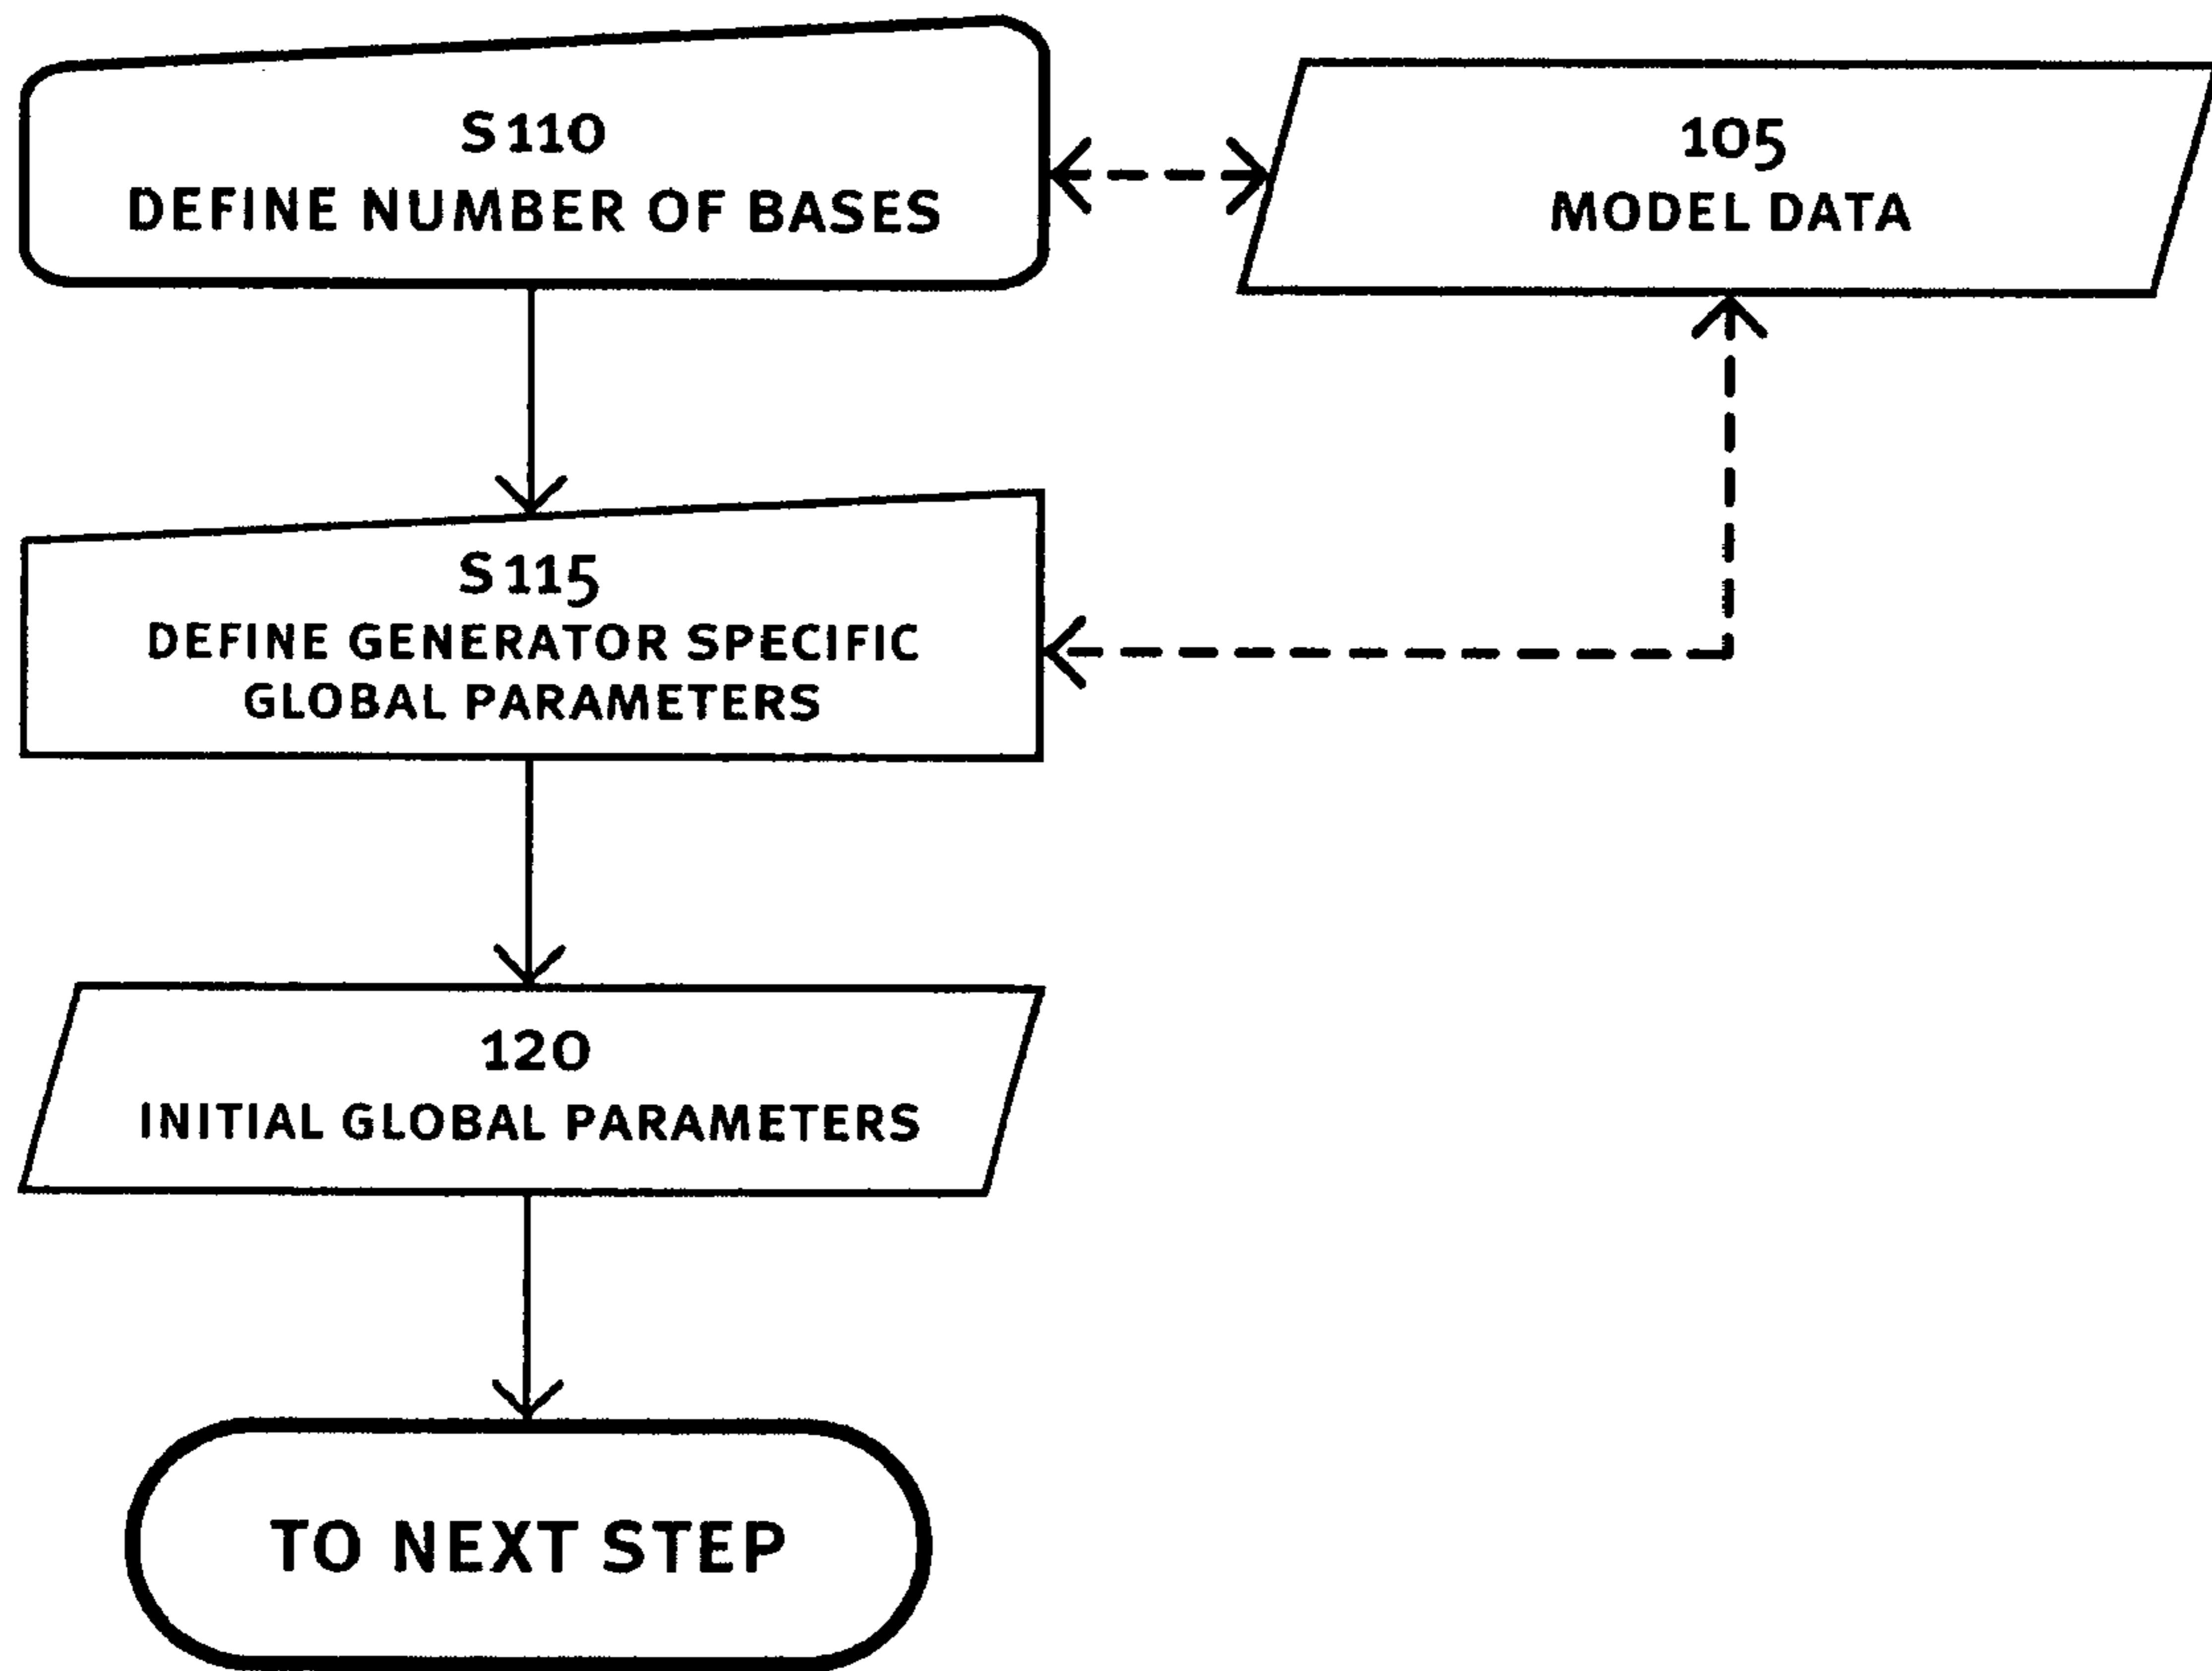 S110
DEFINE NUMBER OF BASES
105
MODEL DATA
S115
DEFINE GENERATOR SPECIFIC
GLOBAL PARAMETERS
120
INITIAL GLOBAL PARAMETERS
TO NEXT STEP